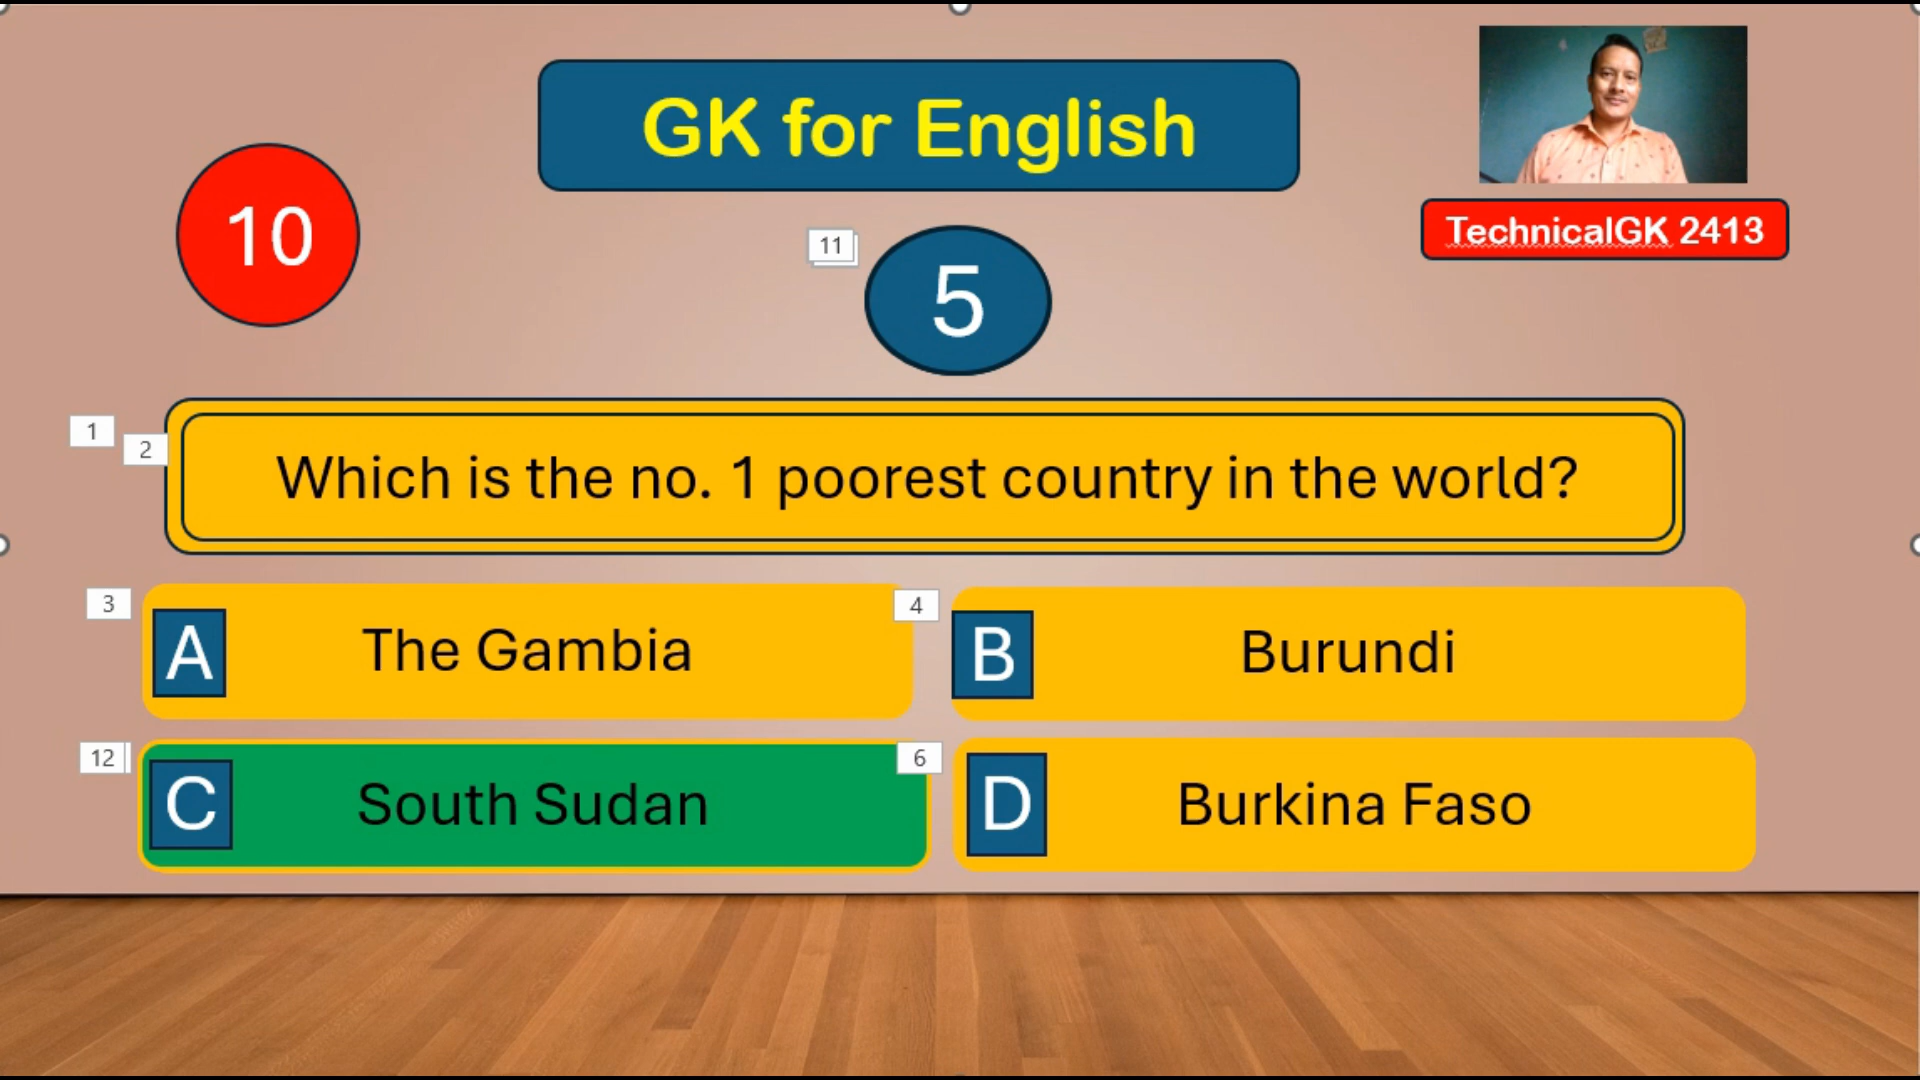 GK for English
10
TechnicalGK 2413
11
5
1
2
Which is the no. 1 poorest country in the world?
3
A
The Gambia
4
B
Burundi
12
C
South Sudan
6
D
Burkina Faso